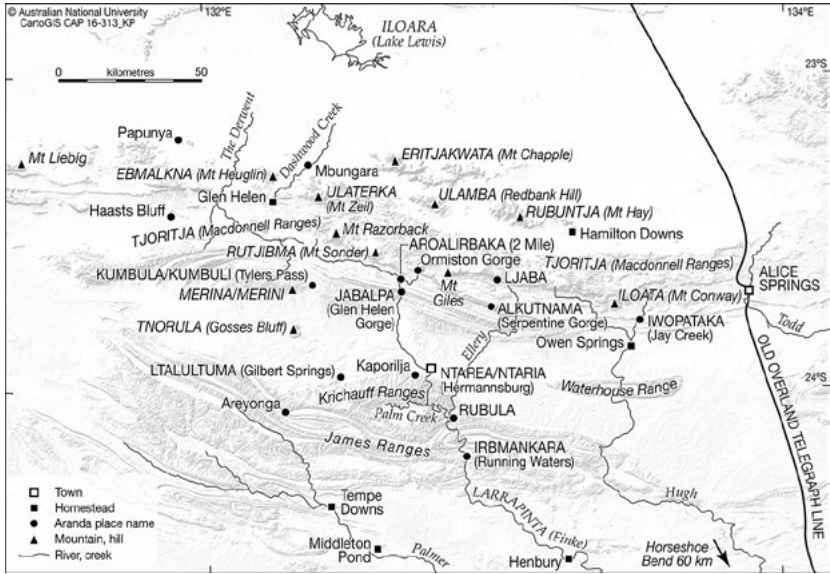 © Australian National University
CartoGIS CAP 16-313_KP
132°E
134°E
ILOARA
(Lake Lewis)
0
kilometres
50
23°S
Papunya
The Derwent
Dashwood Creek
Mt Liebig
EBMALKNA (Mt Heuglin)
Mbungara
ERITJAKWATA (Mt Chapple)
Glen Helen
ULATERKA
(Mt Zeil)
ULAMBA (Redbank Hill)
Haasts Bluff
RUBUNTJA (Mt Hay)
TJORITJA (Macdonnell Ranges)
Mt Razorback
Hamilton Downs
RUTJIBMA (Mt Sonder)
AROALIRBAKA (2 Mile)
Ormiston Gorge
TJORITJA (Macdonnell Ranges)
KUMBULA/KUMBULI (Tylers Pass)
LJABA
ALICE
SPRINGS
MERINA/MERINI
JABALPA
(Glen Helen
Gorge)
Mt
Giles
ILOATA (Mt Conway)
ALKUTNAMA
(Serpentine Gorge)
IWOPATAKA
(Jay Creek)
Todd
TNORULA (Gosses Bluff)
Ellery
Owen Springs
OLD OVERLAND TELEGRAPH LINE
LTALULTUMA (Gilbert Springs)
Kaporilja
NTAREA/NTARIA
(Hermannsburg)
24°S
Krichauff Ranges
Waterhouse Range
Areyonga
Palm Creek
RUBULA
James Ranges
IRBMANKARA
(Running Waters)
Town
Homestead
Aranda place name
Mountain, hill
River, creek
Tempe
Downs
LARRAPINTA (Finke)
Hugh
Middleton
Pond
Palmer
Henbury
Horseshoe
Bend 60 km